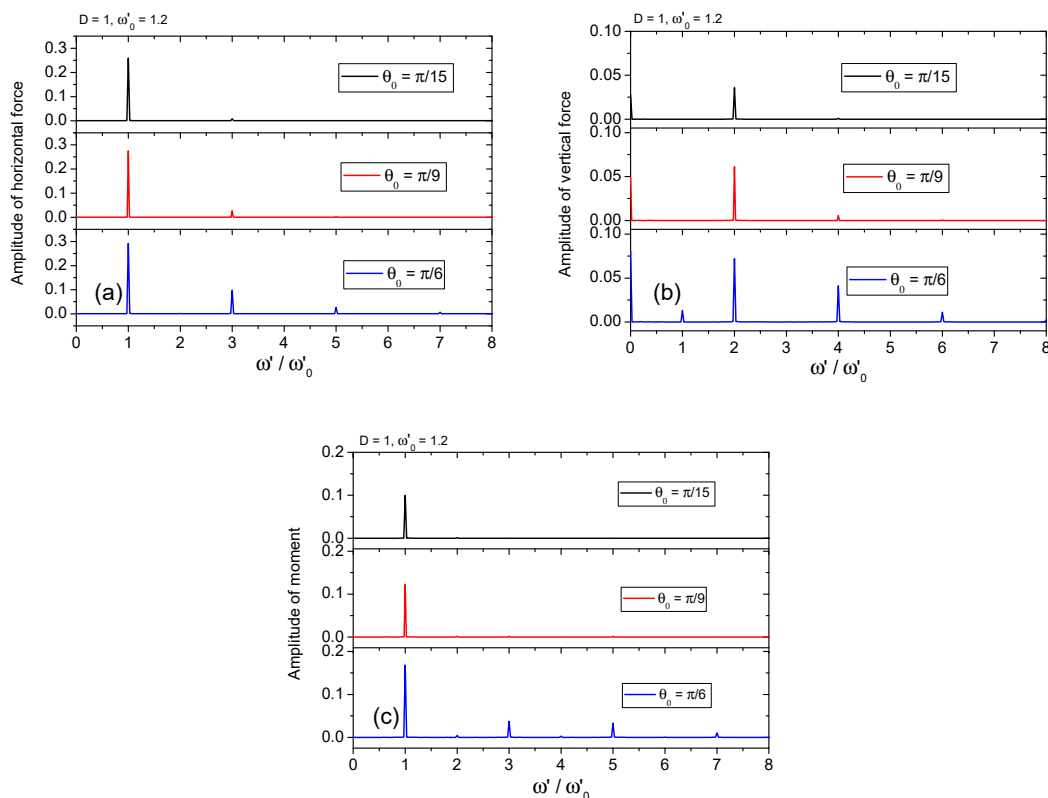 D = 1, ω'₀ = 1.2
Amplitude of horizontal force
0.3
0.2
0.1
0.0
θ₀ = π/15
0.3
0.2
0.1
0.0
θ₀ = π/9
0.3
0.2
0.1
0.0
θ₀ = π/6
(a)
0 1 2 3 4 5 6 7 8
ω' / ω'₀
D = 1, ω'₀ = 1.2
Amplitude of vertical force
0.10
0.05
0.00
θ₀ = π/15
0.10
0.05
0.00
θ₀ = π/9
0.10
0.05
0.00
θ₀ = π/6
(b)
0 1 2 3 4 5 6 7 8
ω' / ω'₀
D = 1, ω'₀ = 1.2
Amplitude of moment
0.2
0.1
0.0
θ₀ = π/15
0.2
0.1
0.0
θ₀ = π/9
0.2
0.1
0.0
θ₀ = π/6
(c)
0 1 2 3 4 5 6 7 8
ω' / ω'₀